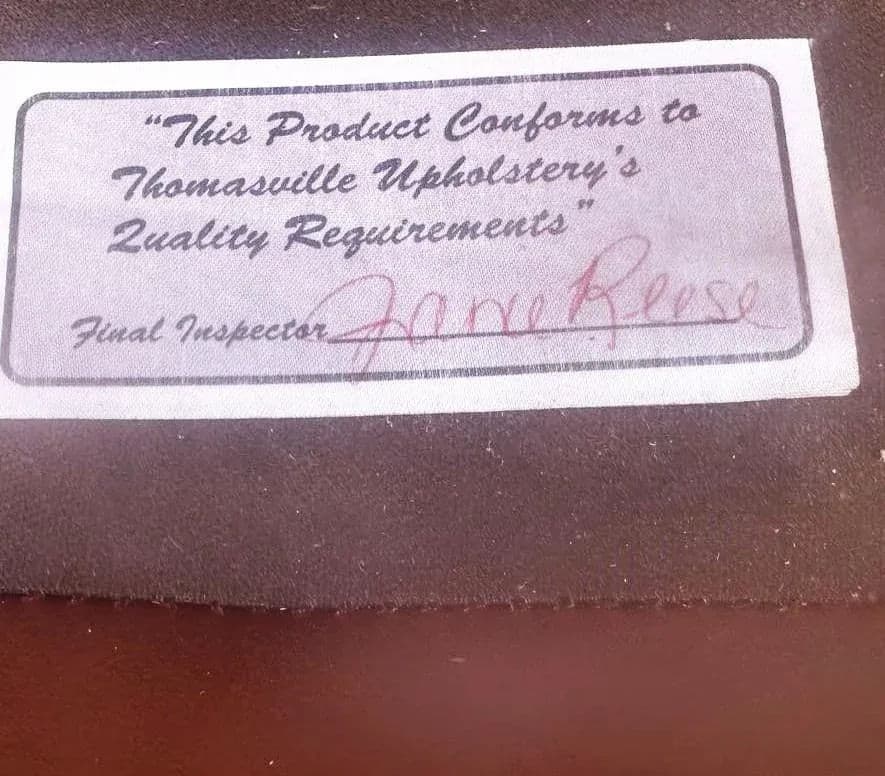 “This Product Conforms to
Thomasville Upholstery's
Quality Requirements”
Final Inspector Jane Reese